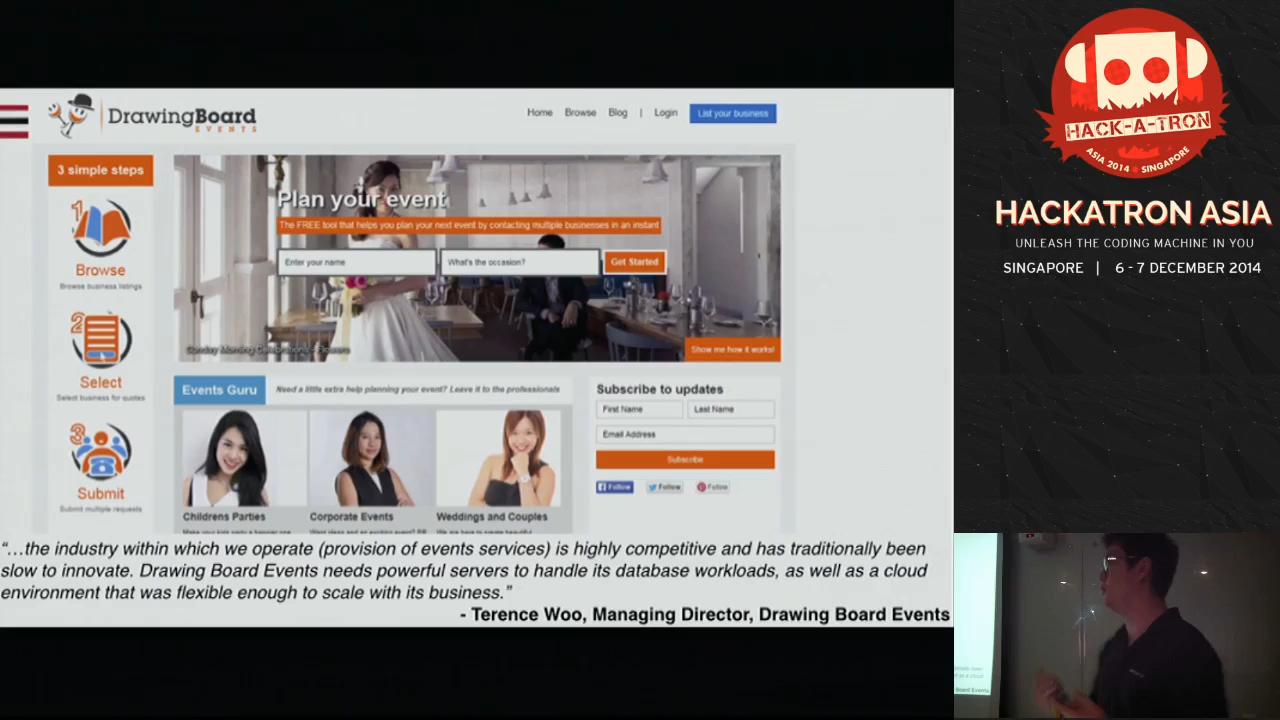 DrawingBoard
EVENTS
Home Browse Blog | Login List your business
3 simple steps
1
Browse
Browse business listings
2
Select
Select business for quotes
3
Submit
Submit multiple requests
Plan your event
The FREE tool that helps you plan your next event by contacting multiple businesses in an instant
Enter your name What's the occasion? Get Started
Sunday Morning Celebrations - Flowers
Show me how it works!
Events Guru Need a little extra help planning your event? Leave it to the professionals
Childrens Parties Corporate Events Weddings and Couples
Subscribe to updates
First Name Last Name
Email Address
Subscribe
Follow Follow Follow
“…the industry within which we operate (provision of events services) is highly competitive and has traditionally been
slow to innovate. Drawing Board Events needs powerful servers to handle its database workloads, as well as a cloud
environment that was flexible enough to scale with its business.”
- Terence Woo, Managing Director, Drawing Board Events
HACK-A-TRON
ASIA 2014 SINGAPORE
HACKATRON ASIA
UNLEASH THE CODING MACHINE IN YOU
SINGAPORE | 6 - 7 DECEMBER 2014
Board Events